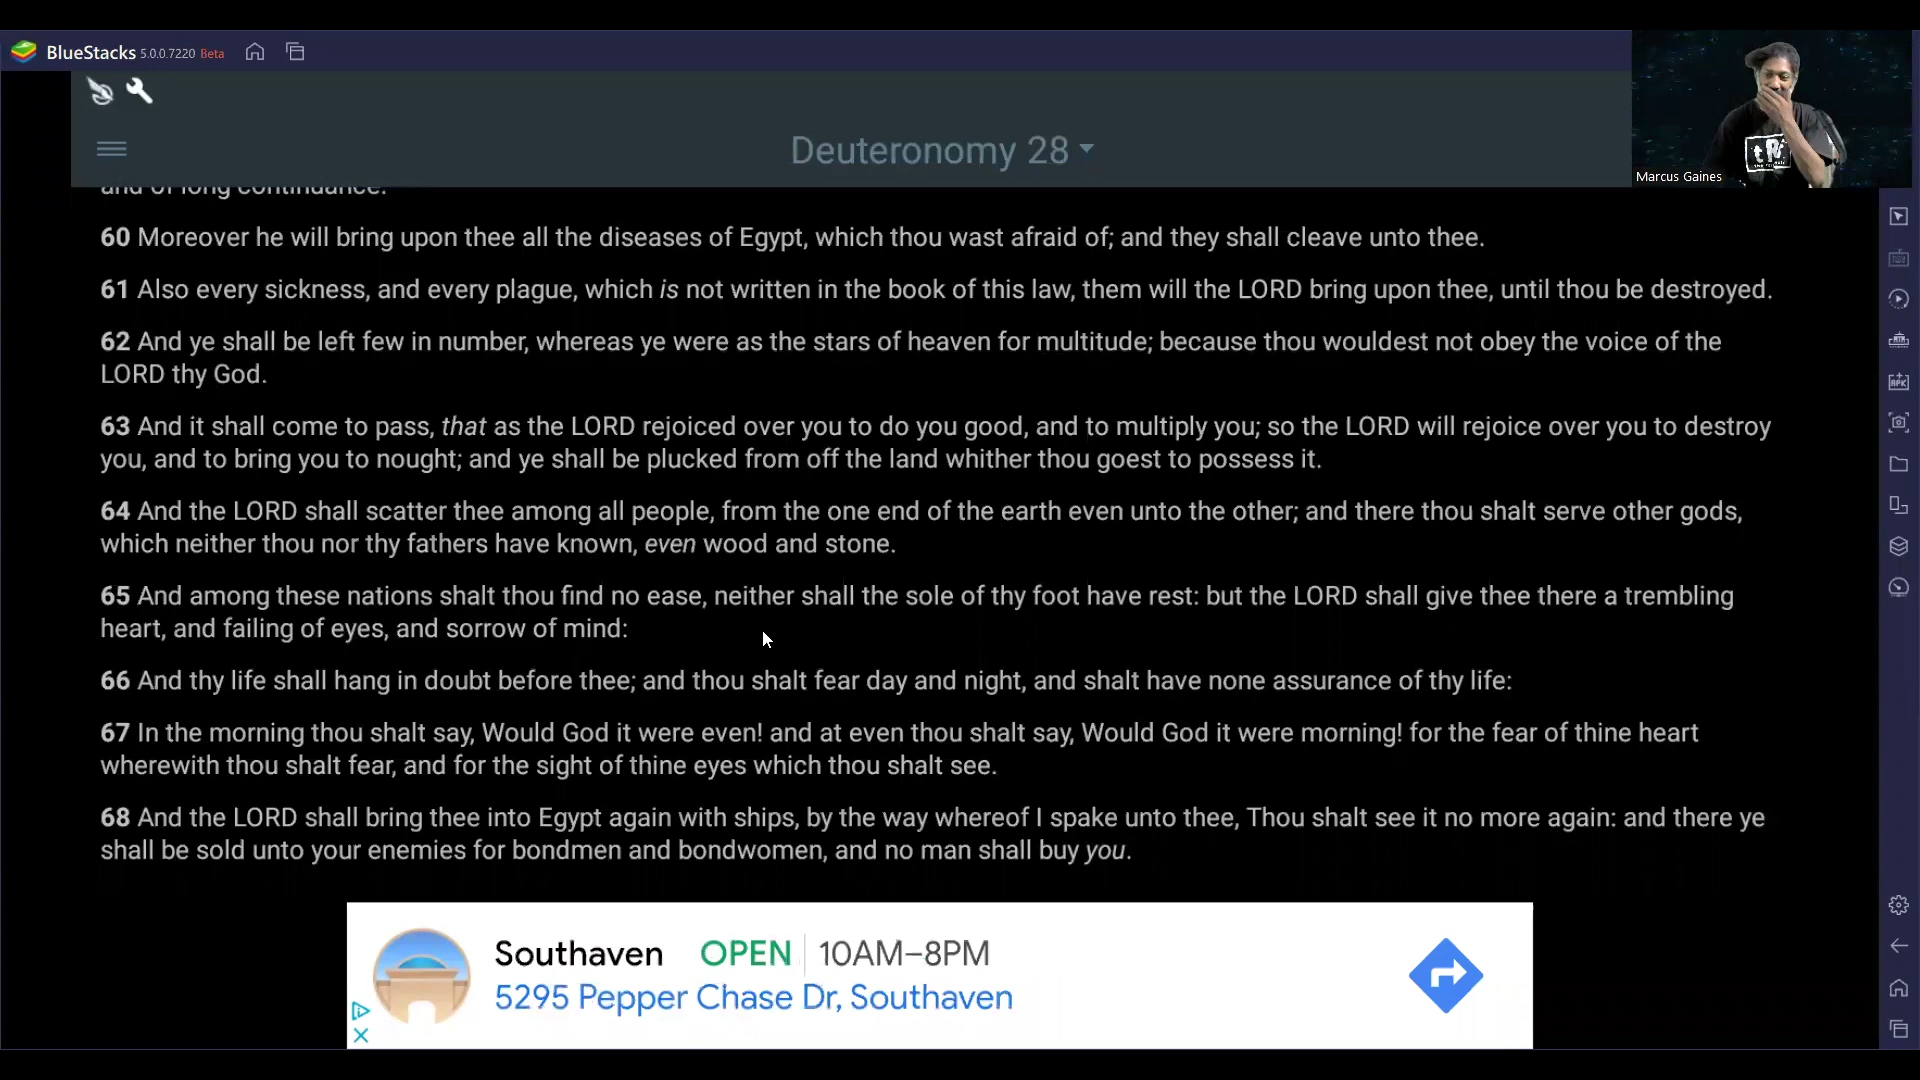 BlueStacks 5.0.0.7220 Beta
Deuteronomy 28
Marcus Gaines
and of long continuance.
60 Moreover he will bring upon thee all the diseases of Egypt, which thou wast afraid of; and they shall cleave unto thee.
61 Also every sickness, and every plague, which is not written in the book of this law, them will the LORD bring upon thee, until thou be destroyed.
62 And ye shall be left few in number, whereas ye were as the stars of heaven for multitude; because thou wouldest not obey the voice of the
LORD thy God.
63 And it shall come to pass, that as the LORD rejoiced over you to do you good, and to multiply you; so the LORD will rejoice over you to destroy
you, and to bring you to nought; and ye shall be plucked from off the land whither thou goest to possess it.
64 And the LORD shall scatter thee among all people, from the one end of the earth even unto the other; and there thou shalt serve other gods,
which neither thou nor thy fathers have known, even wood and stone.
65 And among these nations shalt thou find no ease, neither shall the sole of thy foot have rest: but the LORD shall give thee there a trembling
heart, and failing of eyes, and sorrow of mind:
66 And thy life shall hang in doubt before thee; and thou shalt fear day and night, and shalt have none assurance of thy life:
67 In the morning thou shalt say, Would God it were even! and at even thou shalt say, Would God it were morning! for the fear of thine heart
wherewith thou shalt fear, and for the sight of thine eyes which thou shalt see.
68 And the LORD shall bring thee into Egypt again with ships, by the way whereof I spake unto thee, Thou shalt see it no more again: and there ye
shall be sold unto your enemies for bondmen and bondwomen, and no man shall buy you.
Southaven OPEN 10AM–8PM
5295 Pepper Chase Dr, Southaven